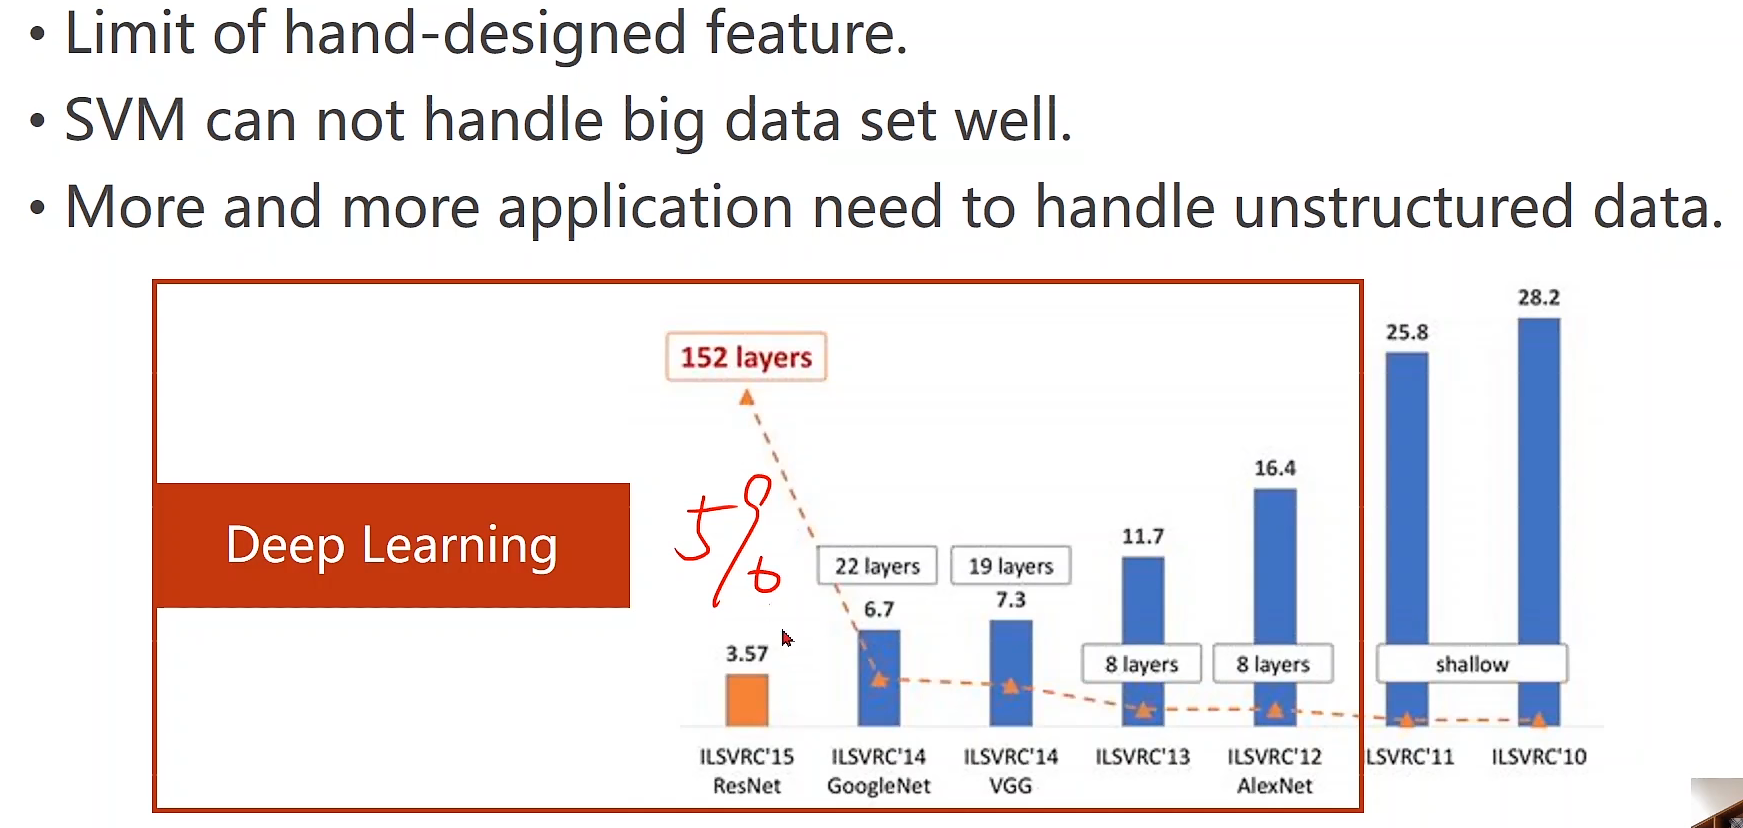 • Limit of hand-designed feature.
• SVM can not handle big data set well.
• More and more application need to handle unstructured data.
28.2
25.8
152 layers
16.4
5%
11.7
Deep Learning
22 layers
19 layers
6.7
7.3
3.57
8 layers
8 layers
shallow
ILSVRC'15
ResNet
ILSVRC'14
GoogleNet
ILSVRC'14
VGG
ILSVRC'13
ILSVRC'12
AlexNet
LSVRC'11
ILSVRC'10